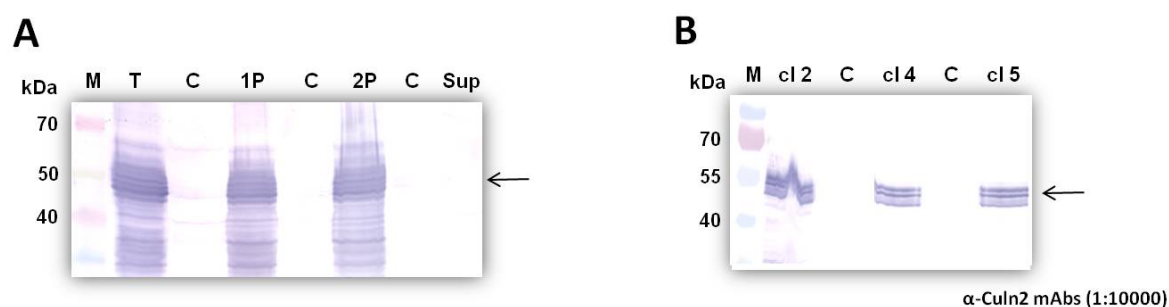 A
kDa M T C 1P C 2P C Sup
70
50
40
B
kDa M cl 2 C cl 4 C cl 5
70
55
40
α-Culn2 mAbs (1:10000)